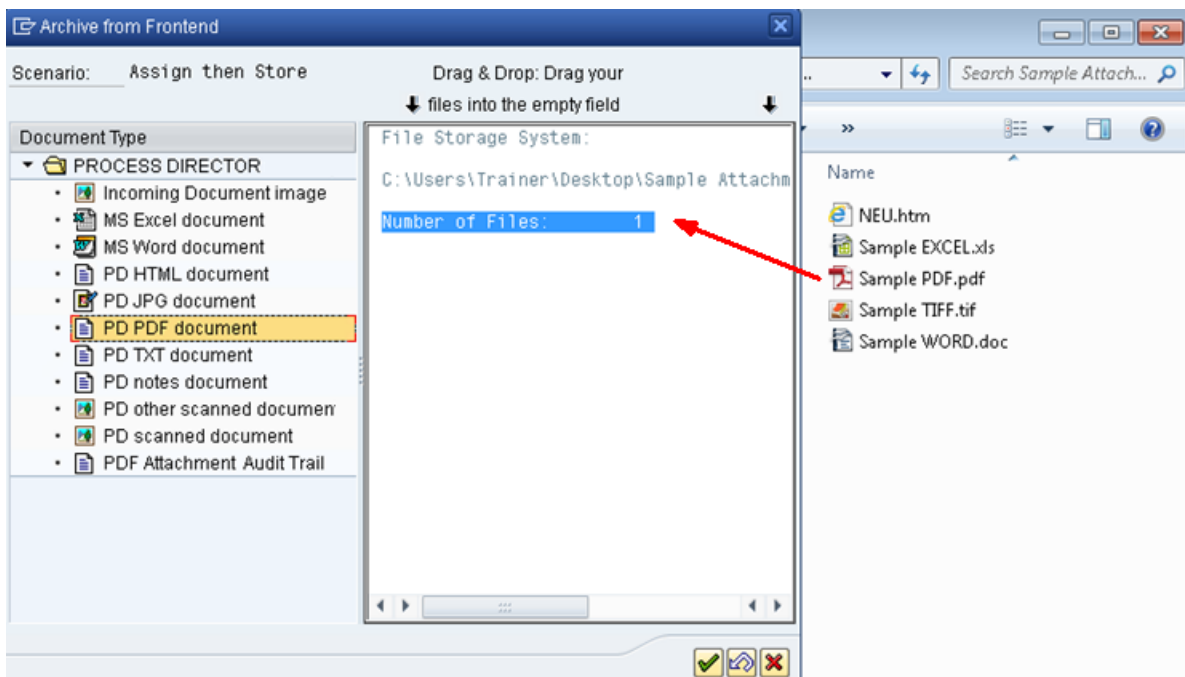 Archive from Frontend
Scenario: Assign then Store
Drag & Drop: Drag your
files into the empty field
Document Type
PROCESS DIRECTOR
Incoming Document image
MS Excel document
MS Word document
PD HTML document
PD JPG document
PD PDF document
PD TXT document
PD notes document
PD other scanned documen
PD scanned document
PDF Attachment Audit Trail
File Storage System:
C:\Users\Trainer\Desktop\Sample Attachm
Number of Files: 1
.. Search Sample Attach...
»
Name
NEU.htm
Sample EXCEL.xls
Sample PDF.pdf
Sample TIFF.tif
Sample WORD.doc